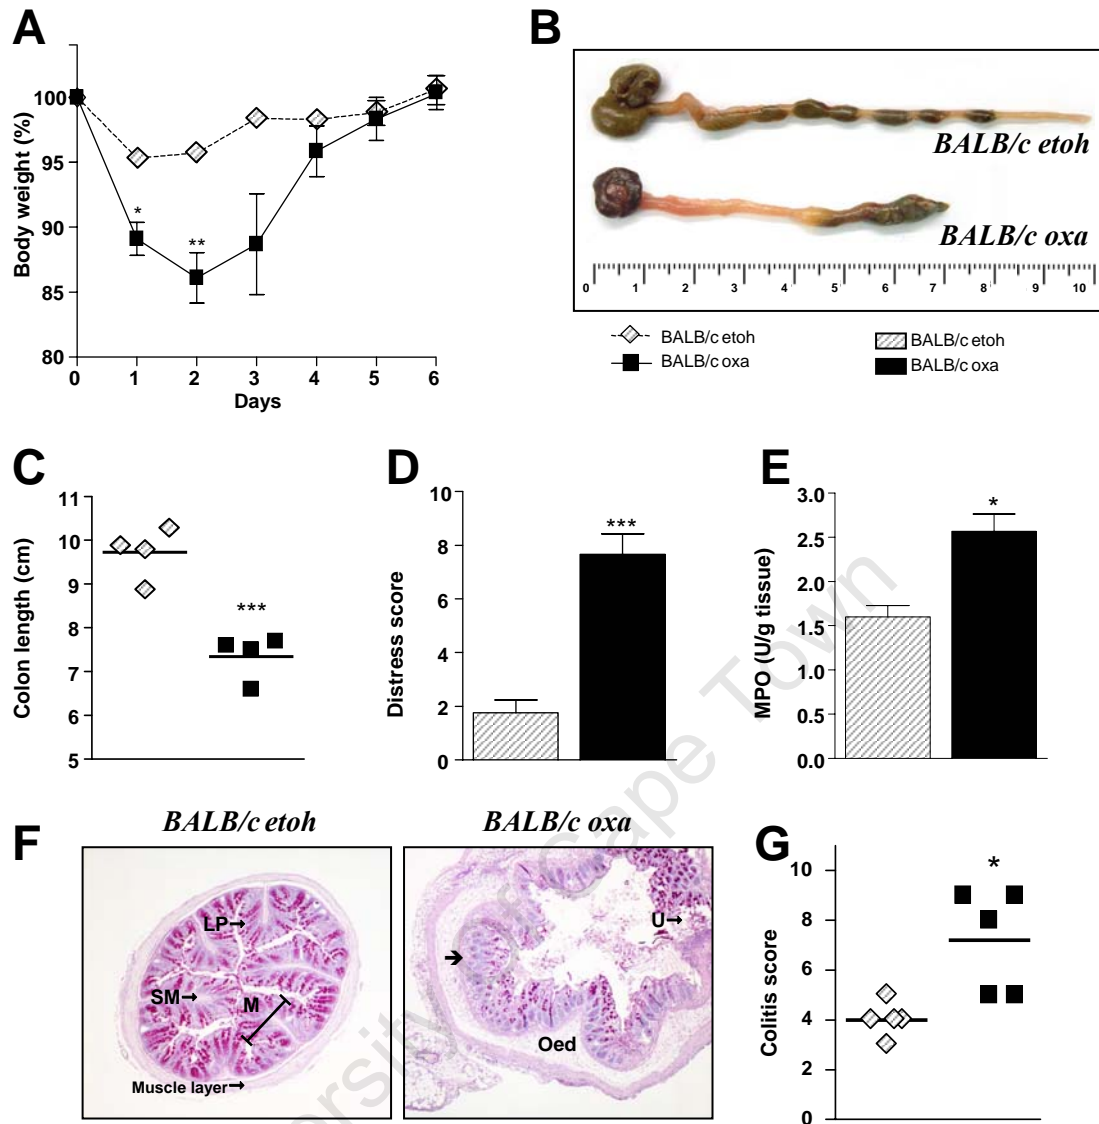 A
Body weight (%)
100
95
90
85
80
*
**
0 1 2 3 4 5 6
Days
B
BALB/c etoh
BALB/c oxa
0 1 2 3 4 5 6 7 8 9 10
BALB/c etoh
BALB/c oxa
BALB/c etoh
BALB/c oxa
C
Colon length (cm)
11
10
9
8
7
6
5
***
D
Distress score
10
8
6
4
2
0
***
E
MPO (U/g tissue)
3.0
2.5
2.0
1.5
1.0
0.5
0.0
*
F
BALB/c etoh
BALB/c oxa
LP
SM
M
Muscle layer
U
Oed
G
Colitis score
10
8
6
4
2
0
*
ersity of Cape Town